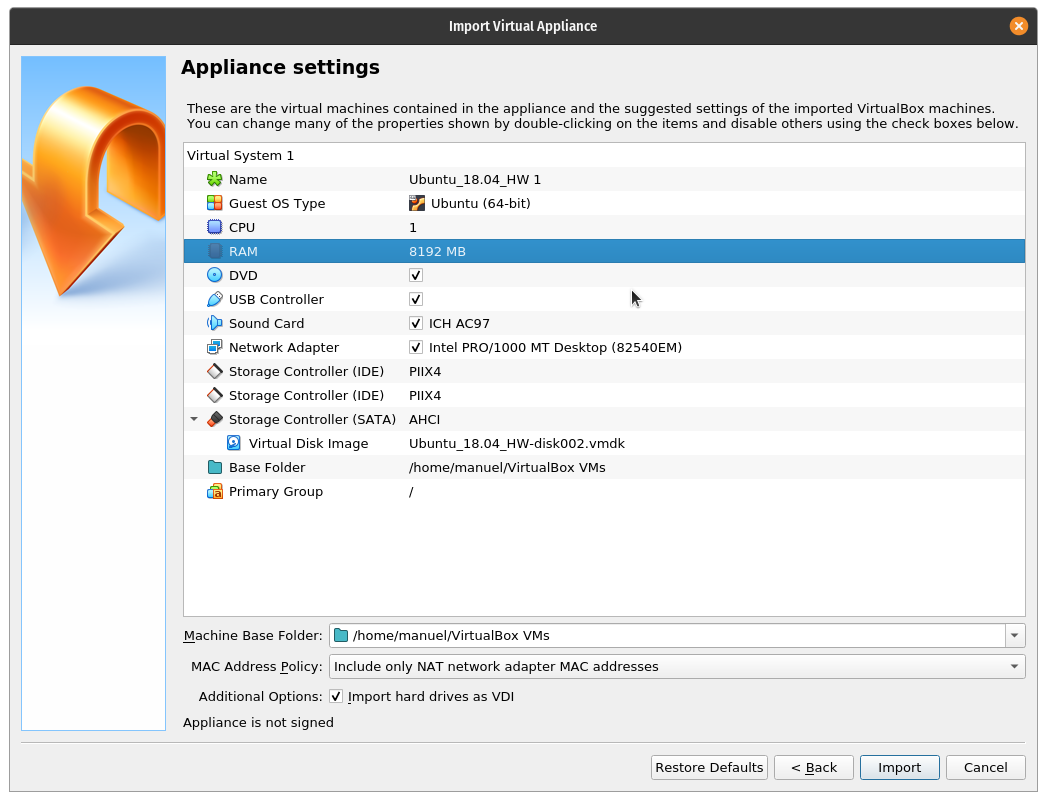 Import Virtual Appliance
Appliance settings
These are the virtual machines contained in the appliance and the suggested settings of the imported VirtualBox machines.
You can change many of the properties shown by double-clicking on the items and disable others using the check boxes below.
Virtual System 1
Name Ubuntu_18.04_HW 1
Guest OS Type Ubuntu (64-bit)
CPU 1
RAM 8192 MB
DVD
USB Controller
Sound Card ICH AC97
Network Adapter Intel PRO/1000 MT Desktop (82540EM)
Storage Controller (IDE) PIIX4
Storage Controller (IDE) PIIX4
Storage Controller (SATA) AHCI
Virtual Disk Image Ubuntu_18.04_HW-disk002.vmdk
Base Folder /home/manuel/VirtualBox VMs
Primary Group /
Machine Base Folder: /home/manuel/VirtualBox VMs
MAC Address Policy: Include only NAT network adapter MAC addresses
Additional Options: Import hard drives as VDI
Appliance is not signed
Restore Defaults < Back Import Cancel